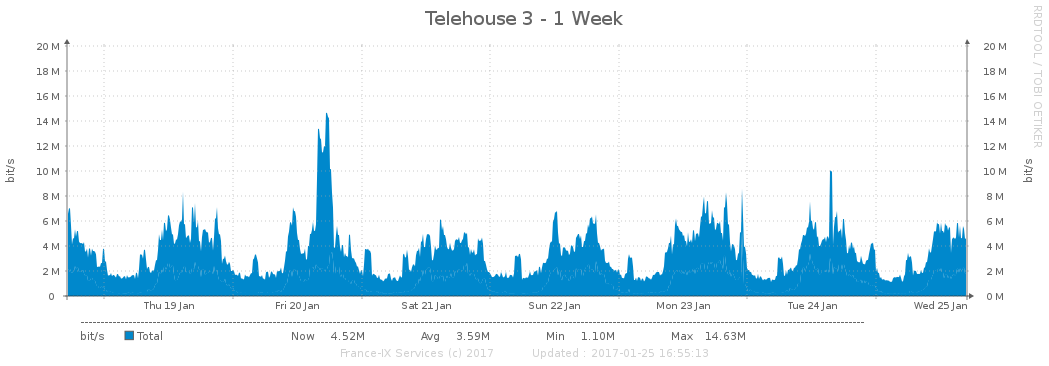 Telehouse 3 - 1 Week
RRDTOOL / TOBI OETIKER
20 M 20 M
18 M 18 M
16 M 16 M
14 M 14 M
12 M 12 M
10 M 10 M
8 M 8 M
6 M 6 M
4 M 4 M
2 M 2 M
0 0 M
bit/s
bit/s
Thu 19 Jan Fri 20 Jan Sat 21 Jan Sun 22 Jan Mon 23 Jan Tue 24 Jan Wed 25 Jan
bit/s Total Now 4.52M Avg 3.59M Min 1.10M Max 14.63M
France-IX Services (c) 2017 Updated : 2017-01-25 16:55:13